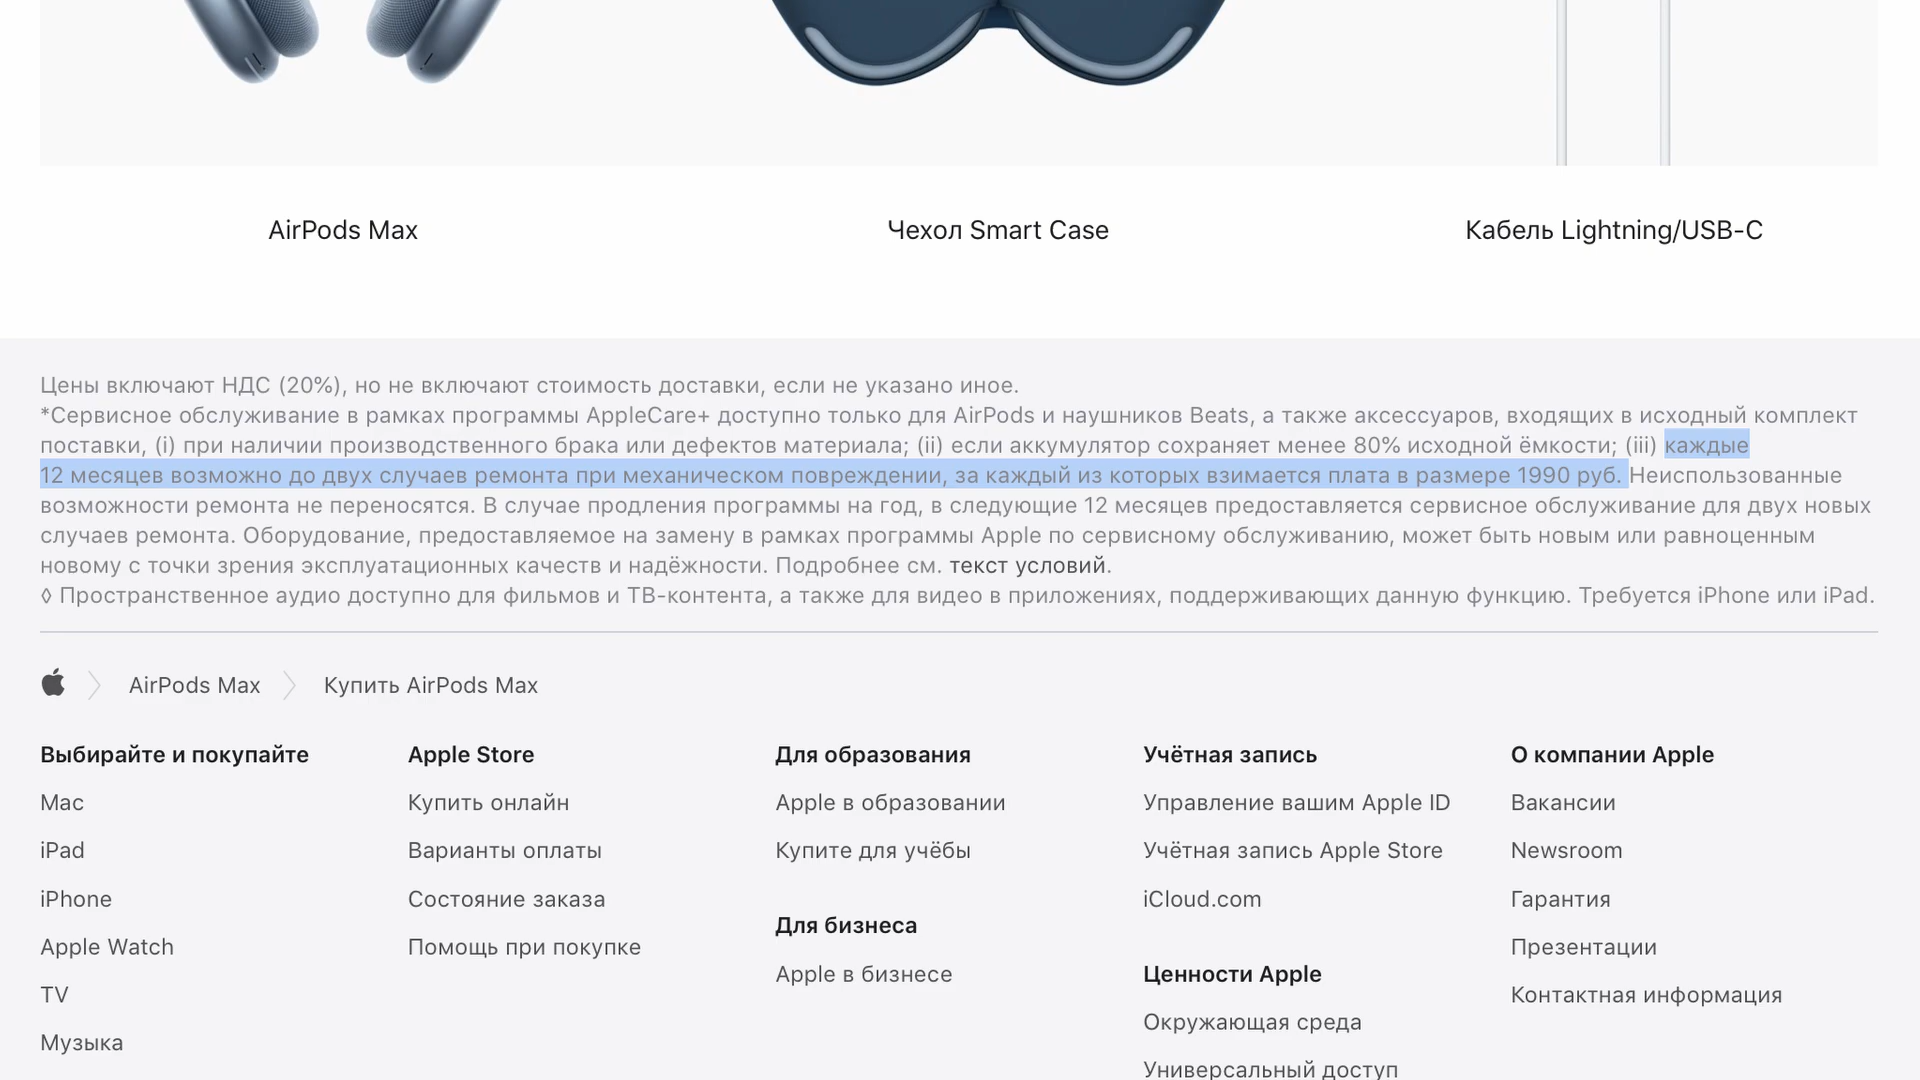 AirPods Max
Чехол Smart Case
Кабель Lightning/USB-C
Цены включают НДС (20%), но не включают стоимость доставки, если не указано иное.
*Сервисное обслуживание в рамках программы AppleCare+ доступно только для AirPods и наушников Beats, а также аксессуаров, входящих в исходный комплект
поставки, (i) при наличии производственного брака или дефектов материала; (ii) если аккумулятор сохраняет менее 80% исходной ёмкости; (iii) каждые
12 месяцев возможно до двух случаев ремонта при механическом повреждении, за каждый из которых взимается плата в размере 1990 руб. Неиспользованные
возможности ремонта не переносятся. В случае продления программы на год, в следующие 12 месяцев предоставляется сервисное обслуживание для двух новых
случаев ремонта. Оборудование, предоставляемое на замену в рамках программы Apple по сервисному обслуживанию, может быть новым или равноценным
новому с точки зрения эксплуатационных качеств и надёжности. Подробнее см. текст условий.
◊ Пространственное аудио доступно для фильмов и ТВ-контента, а также для видео в приложениях, поддерживающих данную функцию. Требуется iPhone или iPad.
AirPods Max
Купить AirPods Max
Выбирайте и покупайте
Mac
iPad
iPhone
Apple Watch
TV
Музыка
Apple Store
Купить онлайн
Варианты оплаты
Состояние заказа
Помощь при покупке
Для образования
Apple в образовании
Купите для учёбы
Для бизнеса
Apple в бизнесе
Учётная запись
Управление вашим Apple ID
Учётная запись Apple Store
iCloud.com
Ценности Apple
Окружающая среда
Универсальный доступ
О компании Apple
Вакансии
Newsroom
Гарантия
Презентации
Контактная информация